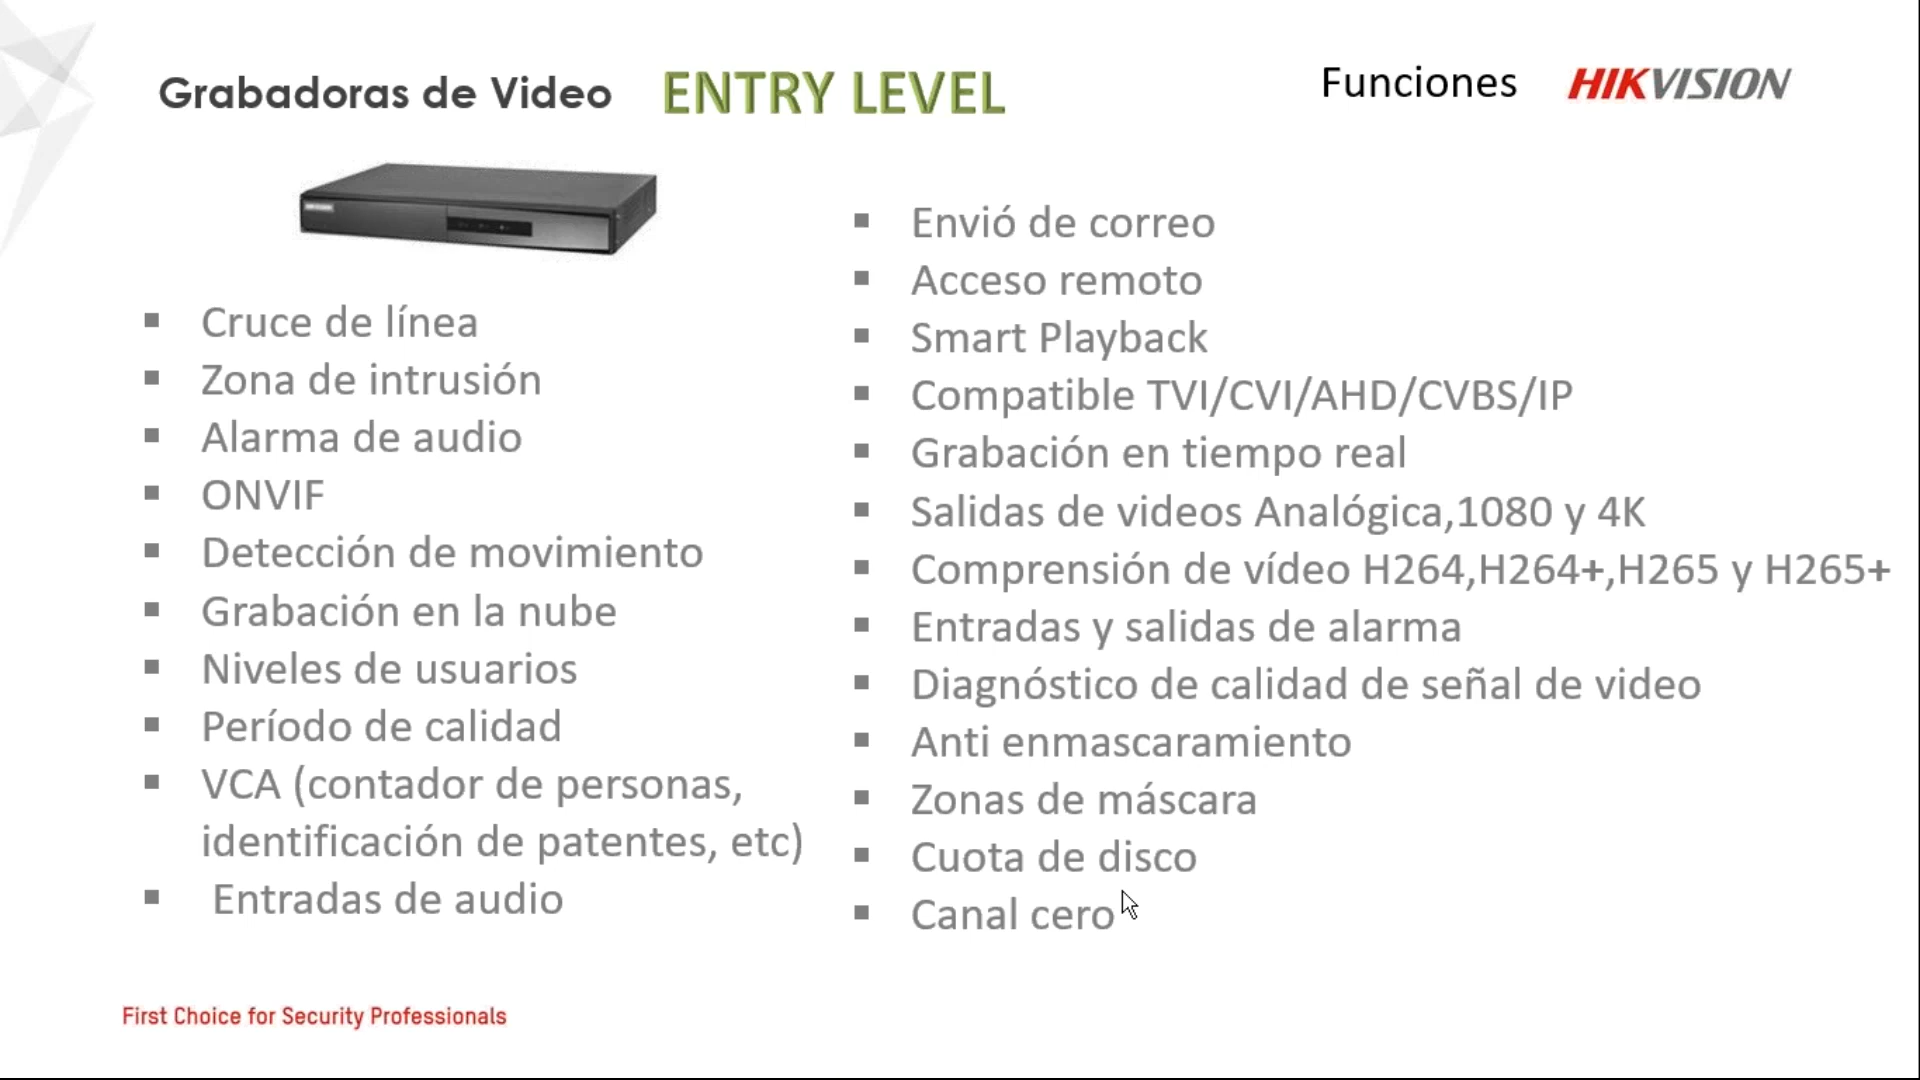 Grabadoras de Video ENTRY LEVEL Funciones HIKVISION
Cruce de línea
Zona de intrusión
Alarma de audio
ONVIF
Detección de movimiento
Grabación en la nube
Niveles de usuarios
Período de calidad
VCA (contador de personas,
identificación de patentes, etc)
Entradas de audio
Envió de correo
Acceso remoto
Smart Playback
Compatible TVI/CVI/AHD/CVBS/IP
Grabación en tiempo real
Salidas de videos Analógica,1080 y 4K
Comprensión de vídeo H264,H264+,H265 y H265+
Entradas y salidas de alarma
Diagnóstico de calidad de señal de video
Anti enmascaramiento
Zonas de máscara
Cuota de disco
Canal cero
First Choice for Security Professionals